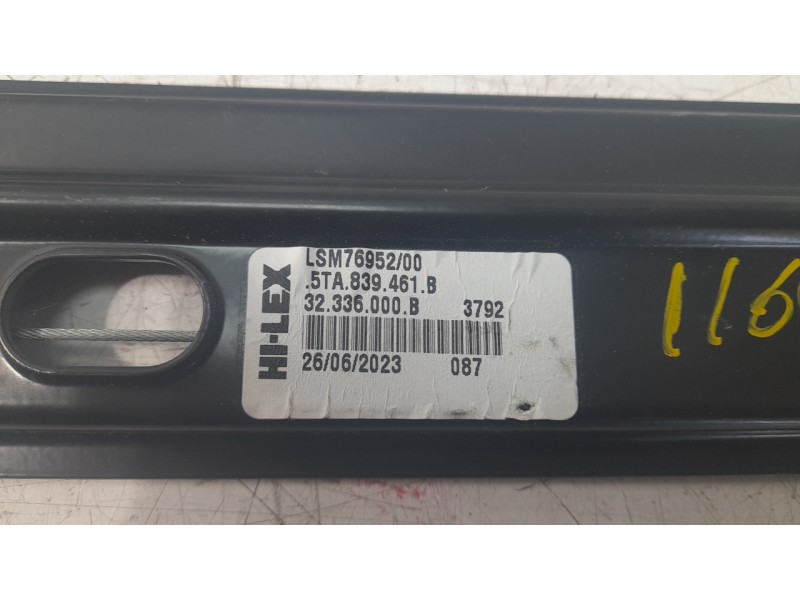 HI-LEX
LSM76952/00
.5TA.839.461.B
32.336.000.B 3792
26/06/2023 087